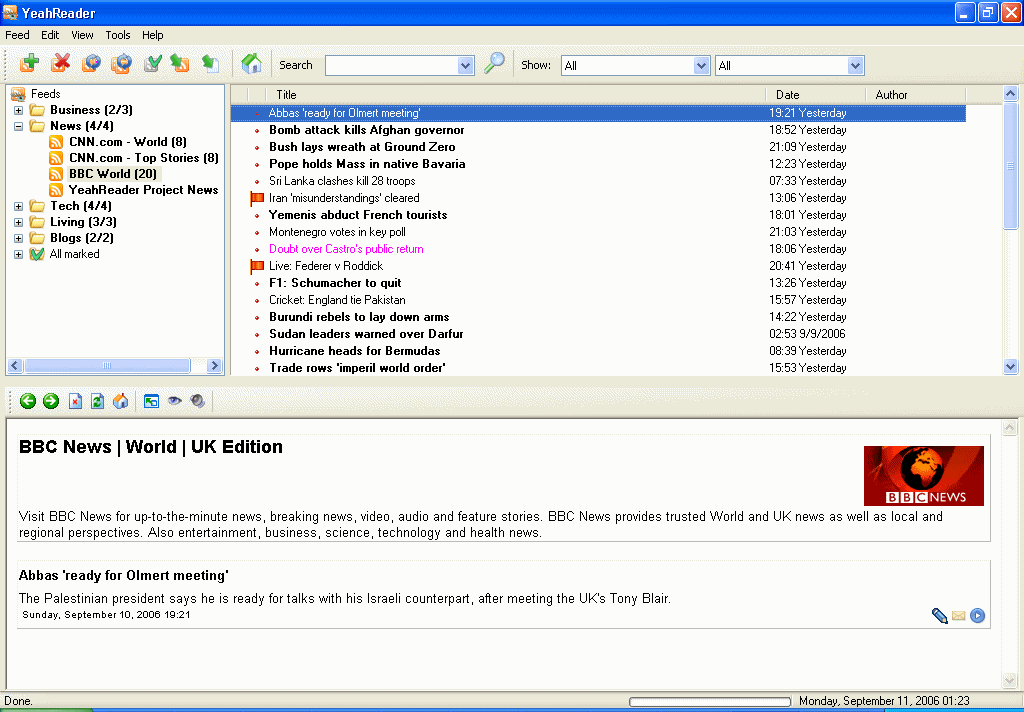 YeahReader
Feed Edit View Tools Help
Search Show: All All
Feeds
Business (2/3)
News (4/4)
CNN.com - World (8)
CNN.com - Top Stories (8)
BBC World (20)
YeahReader Project News
Tech (4/4)
Living (3/3)
Blogs (2/2)
All marked
Title Date Author
Abbas 'ready for Olmert meeting' 19:21 Yesterday
Bomb attack kills Afghan governor 18:52 Yesterday
Bush lays wreath at Ground Zero 21:09 Yesterday
Pope holds Mass in native Bavaria 12:23 Yesterday
Sri Lanka clashes kill 28 troops 07:33 Yesterday
Iran 'misunderstandings' cleared 13:06 Yesterday
Yemenis abduct French tourists 18:01 Yesterday
Montenegro votes in key poll 21:03 Yesterday
Doubt over Castro's public return 18:06 Yesterday
Live: Federer v Roddick 20:41 Yesterday
F1: Schumacher to quit 13:26 Yesterday
Cricket: England tie Pakistan 15:57 Yesterday
Burundi rebels to lay down arms 14:22 Yesterday
Sudan leaders warned over Darfur 02:53 9/9/2006
Hurricane heads for Bermudas 08:39 Yesterday
Trade rows 'imperil world order' 15:53 Yesterday
BBC News | World | UK Edition
BBC NEWS
Visit BBC News for up-to-the-minute news, breaking news, video, audio and feature stories. BBC News provides trusted World and UK news as well as local and
regional perspectives. Also entertainment, business, science, technology and health news.
Abbas 'ready for Olmert meeting'
The Palestinian president says he is ready for talks with his Israeli counterpart, after meeting the UK's Tony Blair.
Sunday, September 10, 2006 19:21
Done. Monday, September 11, 2006 01:23